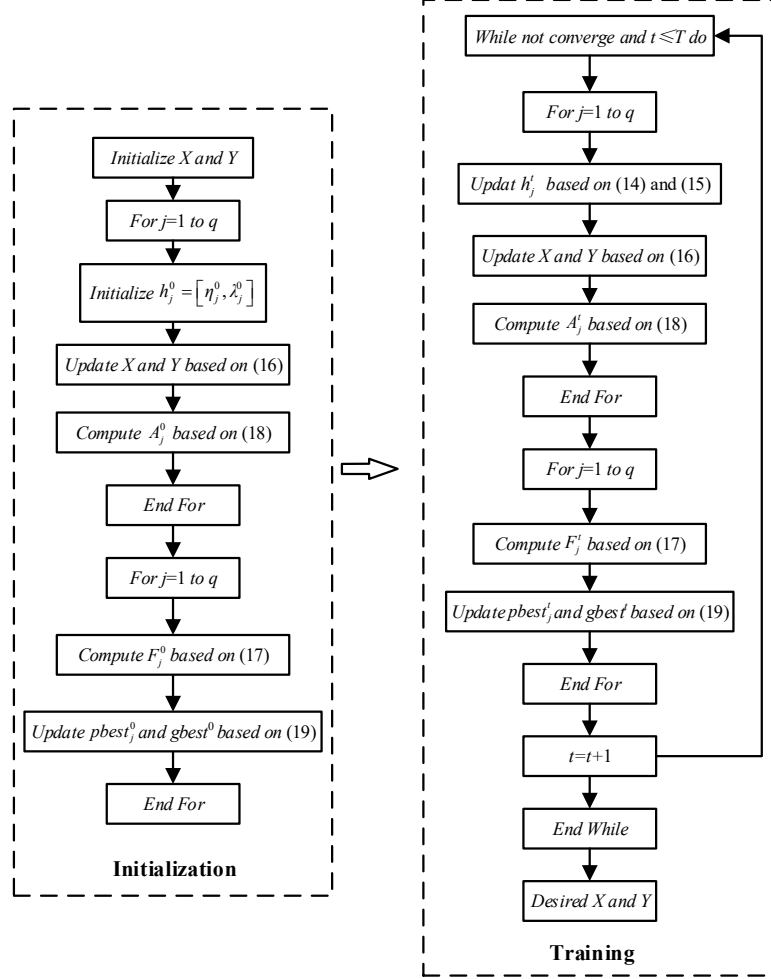 Initialize X and Y
For j=1 to q
Initialize h_j^0 = [η_j^0, λ_j^0]
Update X and Y based on (16)
Compute A_j^0 based on (18)
End For
For j=1 to q
Compute F_j^0 based on (17)
Update pbest_j^0 and gbest^0 based on (19)
End For
Initialization
While not converge and t≤T do
For j=1 to q
Updat h_j^t based on (14) and (15)
Update X and Y based on (16)
Compute A_j^t based on (18)
End For
For j=1 to q
Compute F_j^t based on (17)
Update pbest_j^t and gbest^t based on (19)
End For
t=t+1
End While
Desired X and Y
Training